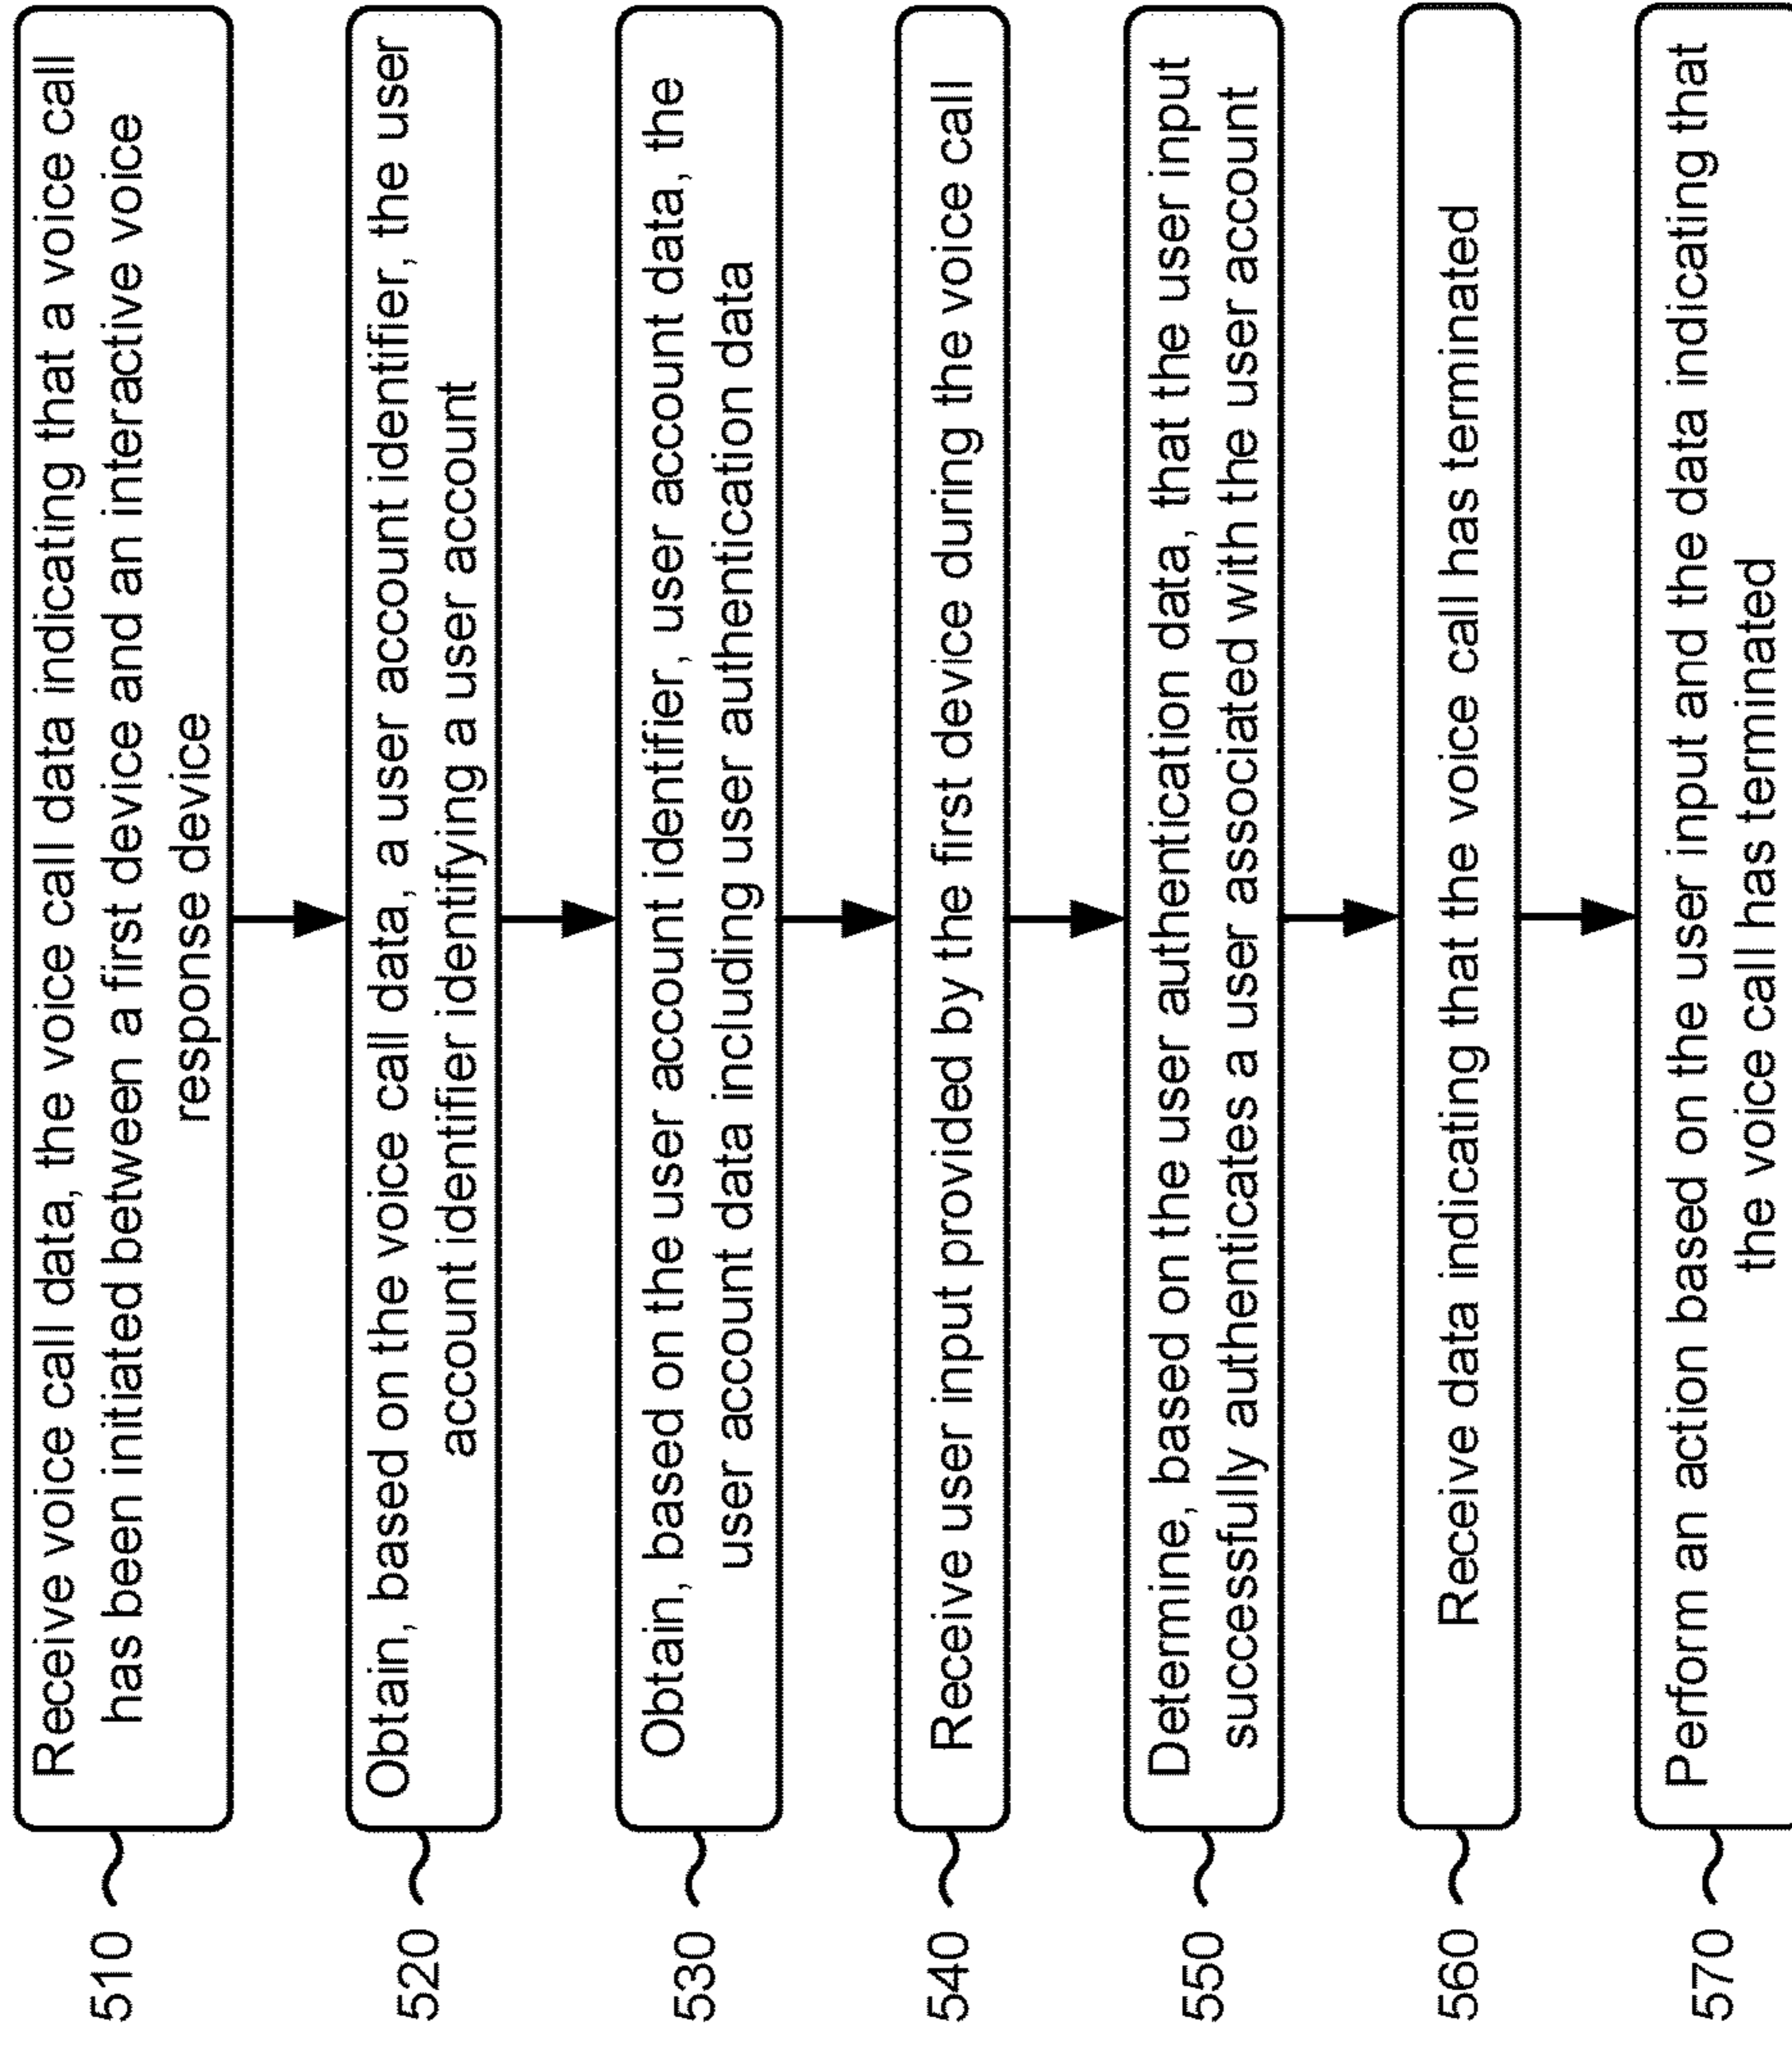 510
Receive voice call data, the voice call data indicating that a voice call
has been initiated between a first device and an interactive voice
response device
520
Obtain, based on the voice call data, a user account identifier, the user
account identifier identifying a user account
530
Obtain, based on the user account identifier, user account data, the
user account data including user authentication data
540
Receive user input provided by the first device during the voice call
550
Determine, based on the user authentication data, that the user input
successfully authenticates a user associated with the user account
560
Receive data indicating that the voice call has terminated
570
Perform an action based on the user input and the data indicating that
the voice call has terminated